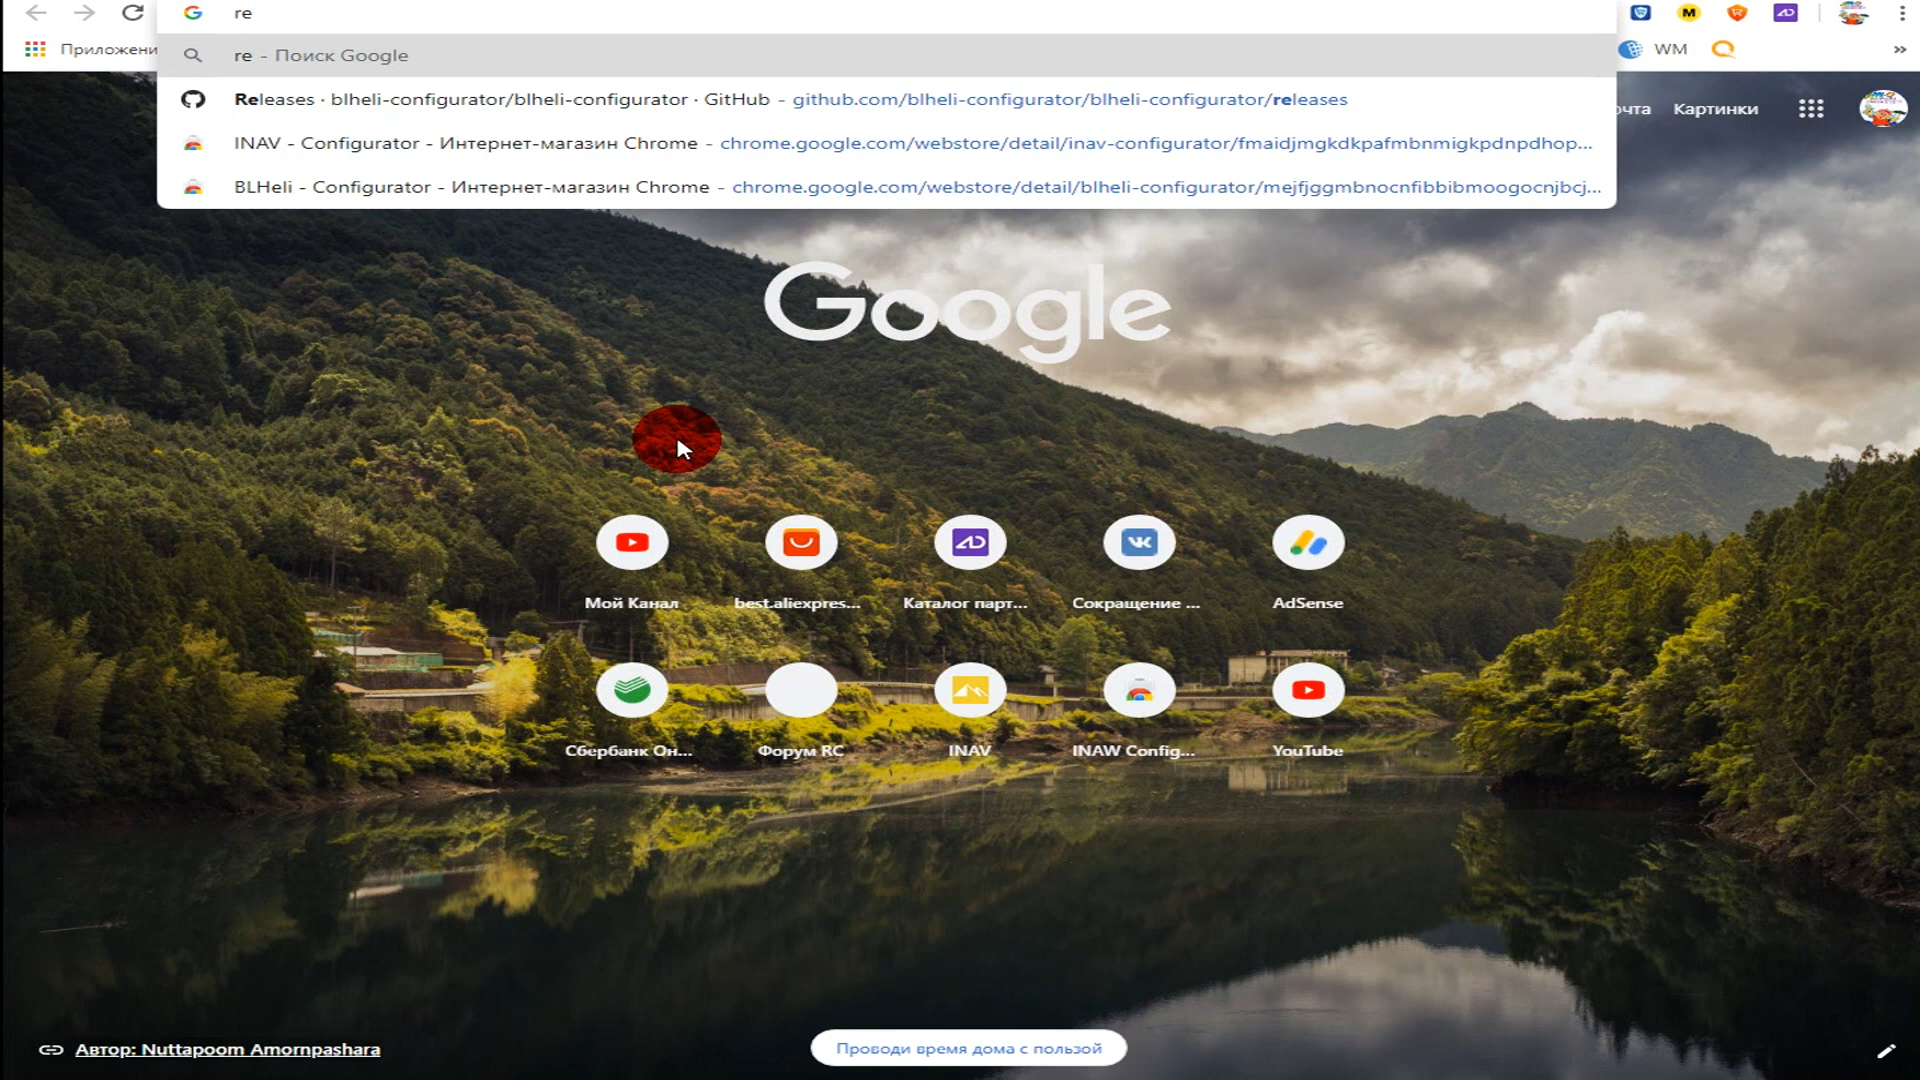 re
Приложени
re - Поиск Google
WM
Releases · blheli-configurator/blheli-configurator · GitHub - github.com/blheli-configurator/blheli-configurator/releases
INAV - Configurator - Интернет-магазин Chrome - chrome.google.com/webstore/detail/inav-configurator/fmaidjmgkdkpafmbnmigkpdnpdhop...
BLHeli - Configurator - Интернет-магазин Chrome - chrome.google.com/webstore/detail/blheli-configurator/mejfjggmbnocnfibbibmoogocnjbcj...
очта Картинки
Google
Мой Канал
best.aliexpres...
Каталог парт...
Сокращение ...
AdSense
Сбербанк Он...
Форум RC
INAV
INAW Config...
YouTube
Автор: Nuttapoom Amornpashara
Проводи время дома с пользой